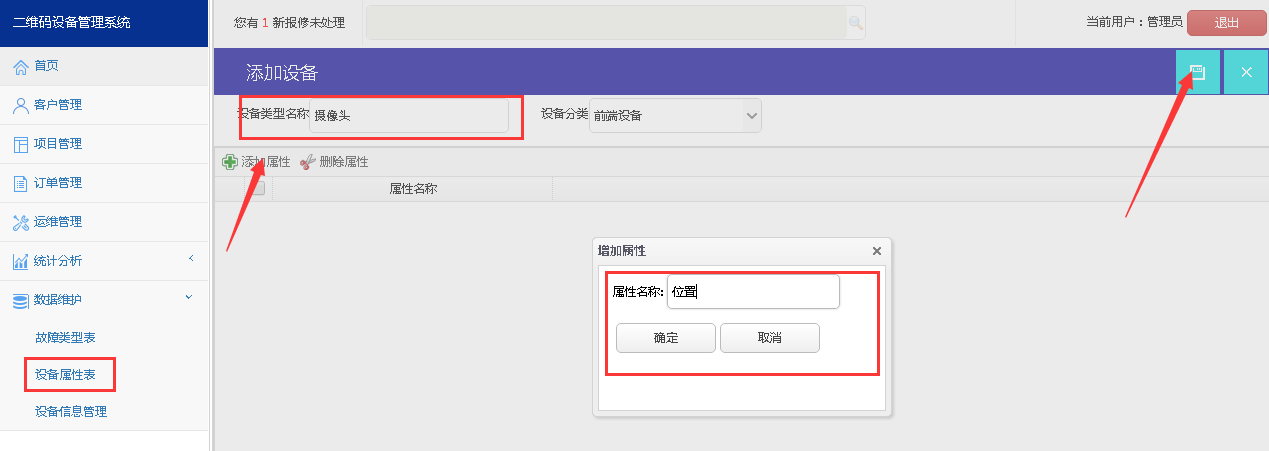 二维码设备管理系统
您有 1 新报修未处理
当前用户：管理员
退出
首页
客户管理
项目管理
订单管理
运维管理
统计分析
数据维护
故障类型表
设备属性表
设备信息管理
添加设备
设备类型名称 摄像头
设备分类 前端设备
添加属性 删除属性
属性名称
增加属性
属性名称: 位置
确定 取消